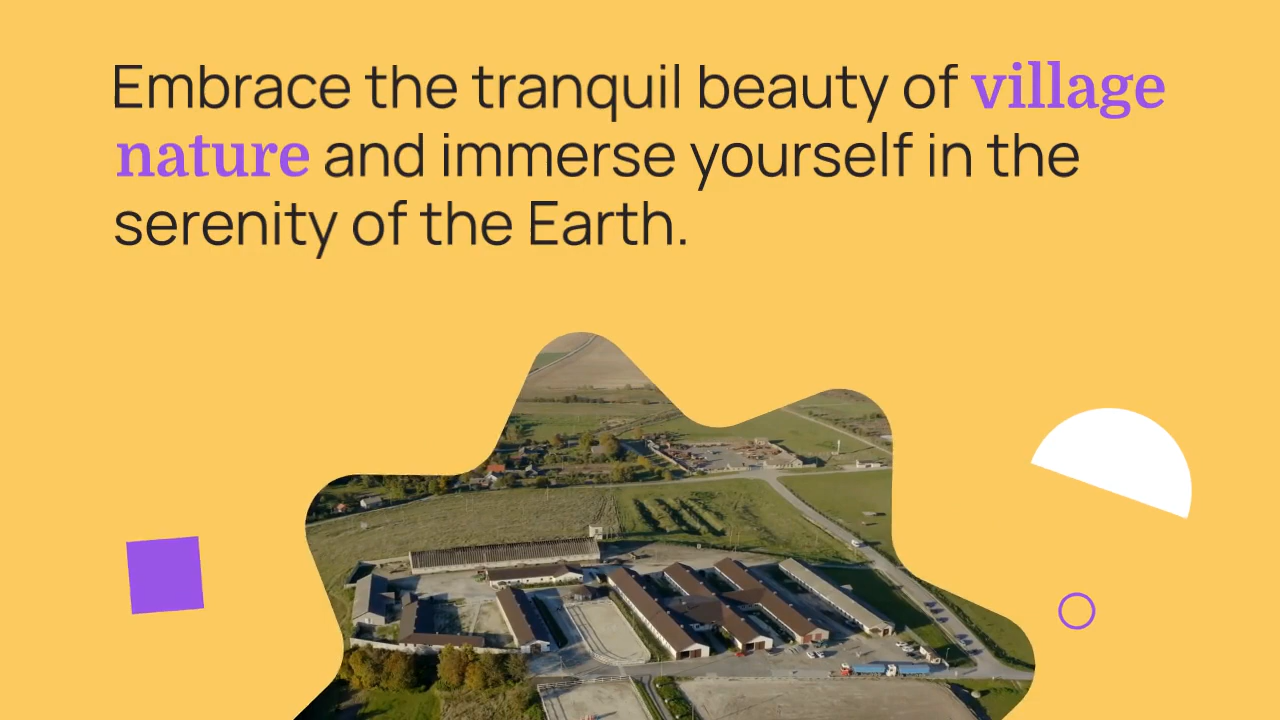 Embrace the tranquil beauty of village
nature and immerse yourself in the
serenity of the Earth.